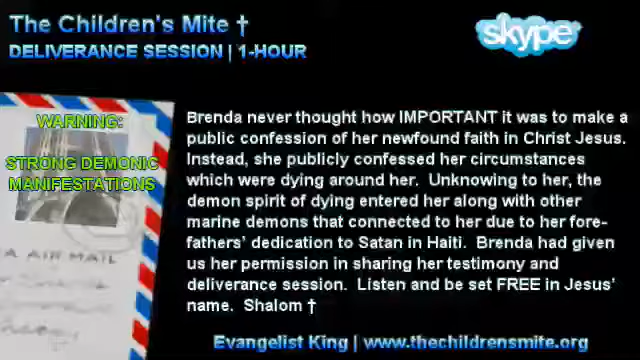 The Children's Mite †
DELIVERANCE SESSION | 1-HOUR
skype
WARNING:
STRONG DEMONIC
MANIFESTATIONS
A AIR MAIL
Brenda never thought how IMPORTANT it was to make a
public confession of her newfound faith in Christ Jesus.
Instead, she publicly confessed her circumstances
which were dying around her.  Unknowing to her, the
demon spirit of dying entered her along with other
marine demons that connected to her due to her fore-
fathers' dedication to Satan in Haiti.  Brenda had given
us her permission in sharing her testimony and
deliverance session.  Listen and be set FREE in Jesus'
name.  Shalom †
Evangelist King | www.thechildrensmite.org